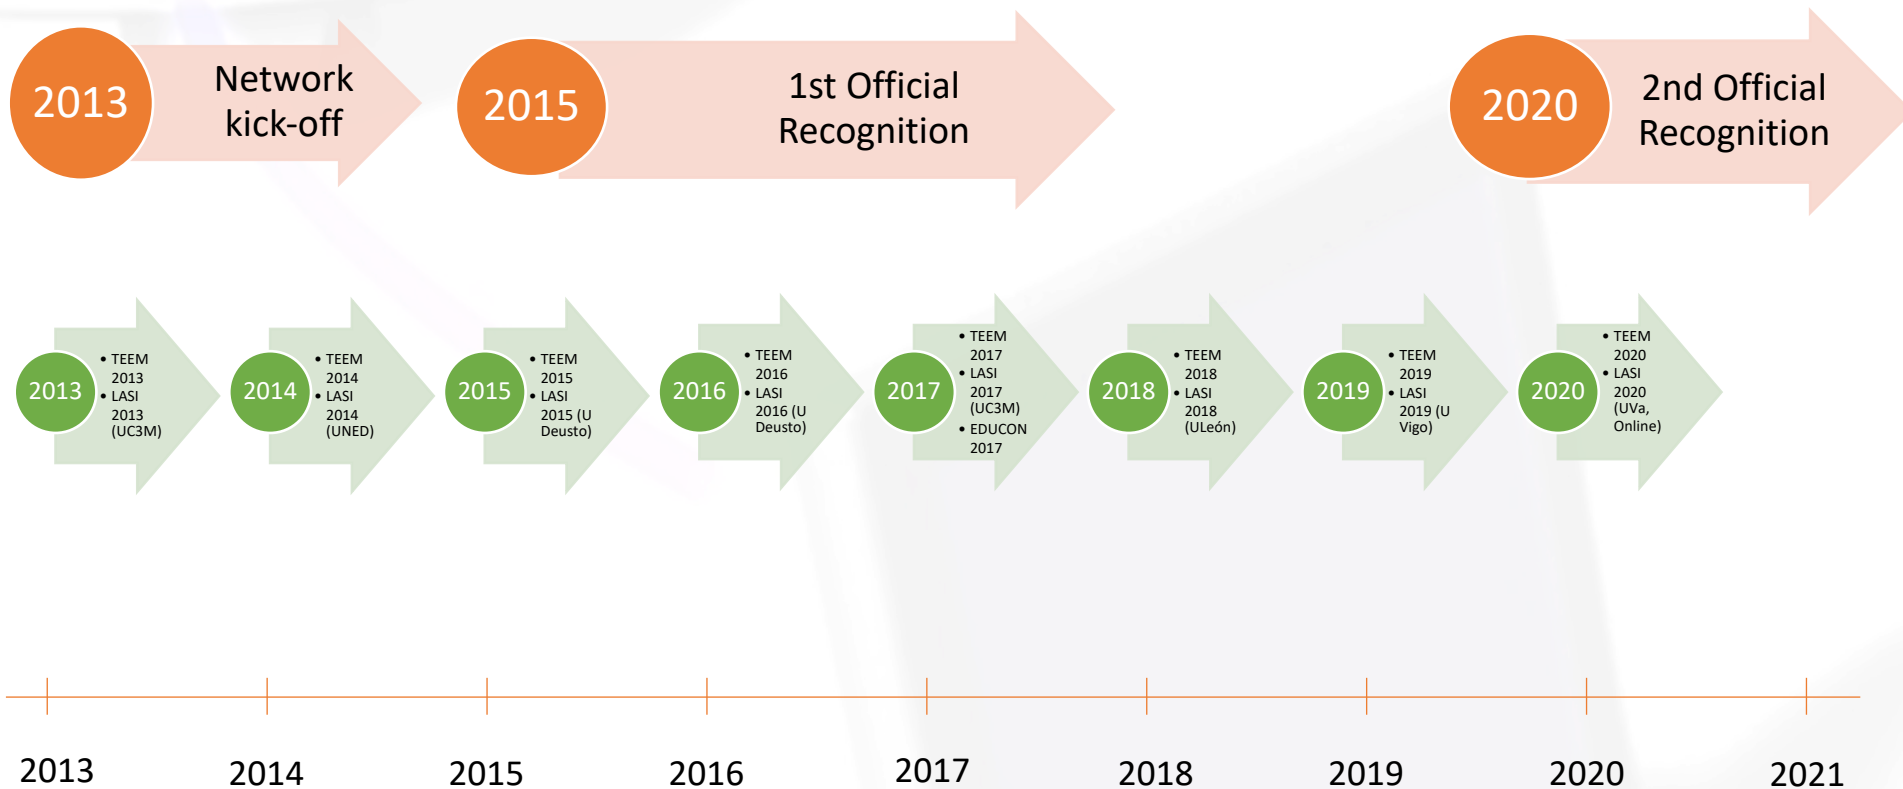 2013
Network
kick-off
2015
1st Official
Recognition
2020
2nd Official
Recognition
2013
• TEEM
2013
• LASI
2013
(UC3M)
2014
• TEEM
2014
• LASI
2014
(UNED)
2015
• TEEM
2015
• LASI
2015 (U
Deusto)
2016
• TEEM
2016
• LASI
2016 (U
Deusto)
2017
• TEEM
2017
• LASI
2017
(UC3M)
• EDUCON
2017
2018
• TEEM
2018
• LASI
2018
(ULeón)
2019
• TEEM
2019
• LASI
2019 (U
Vigo)
2020
• TEEM
2020
• LASI
2020
(UVa,
Online)
2013
2014
2015
2016
2017
2018
2019
2020
2021